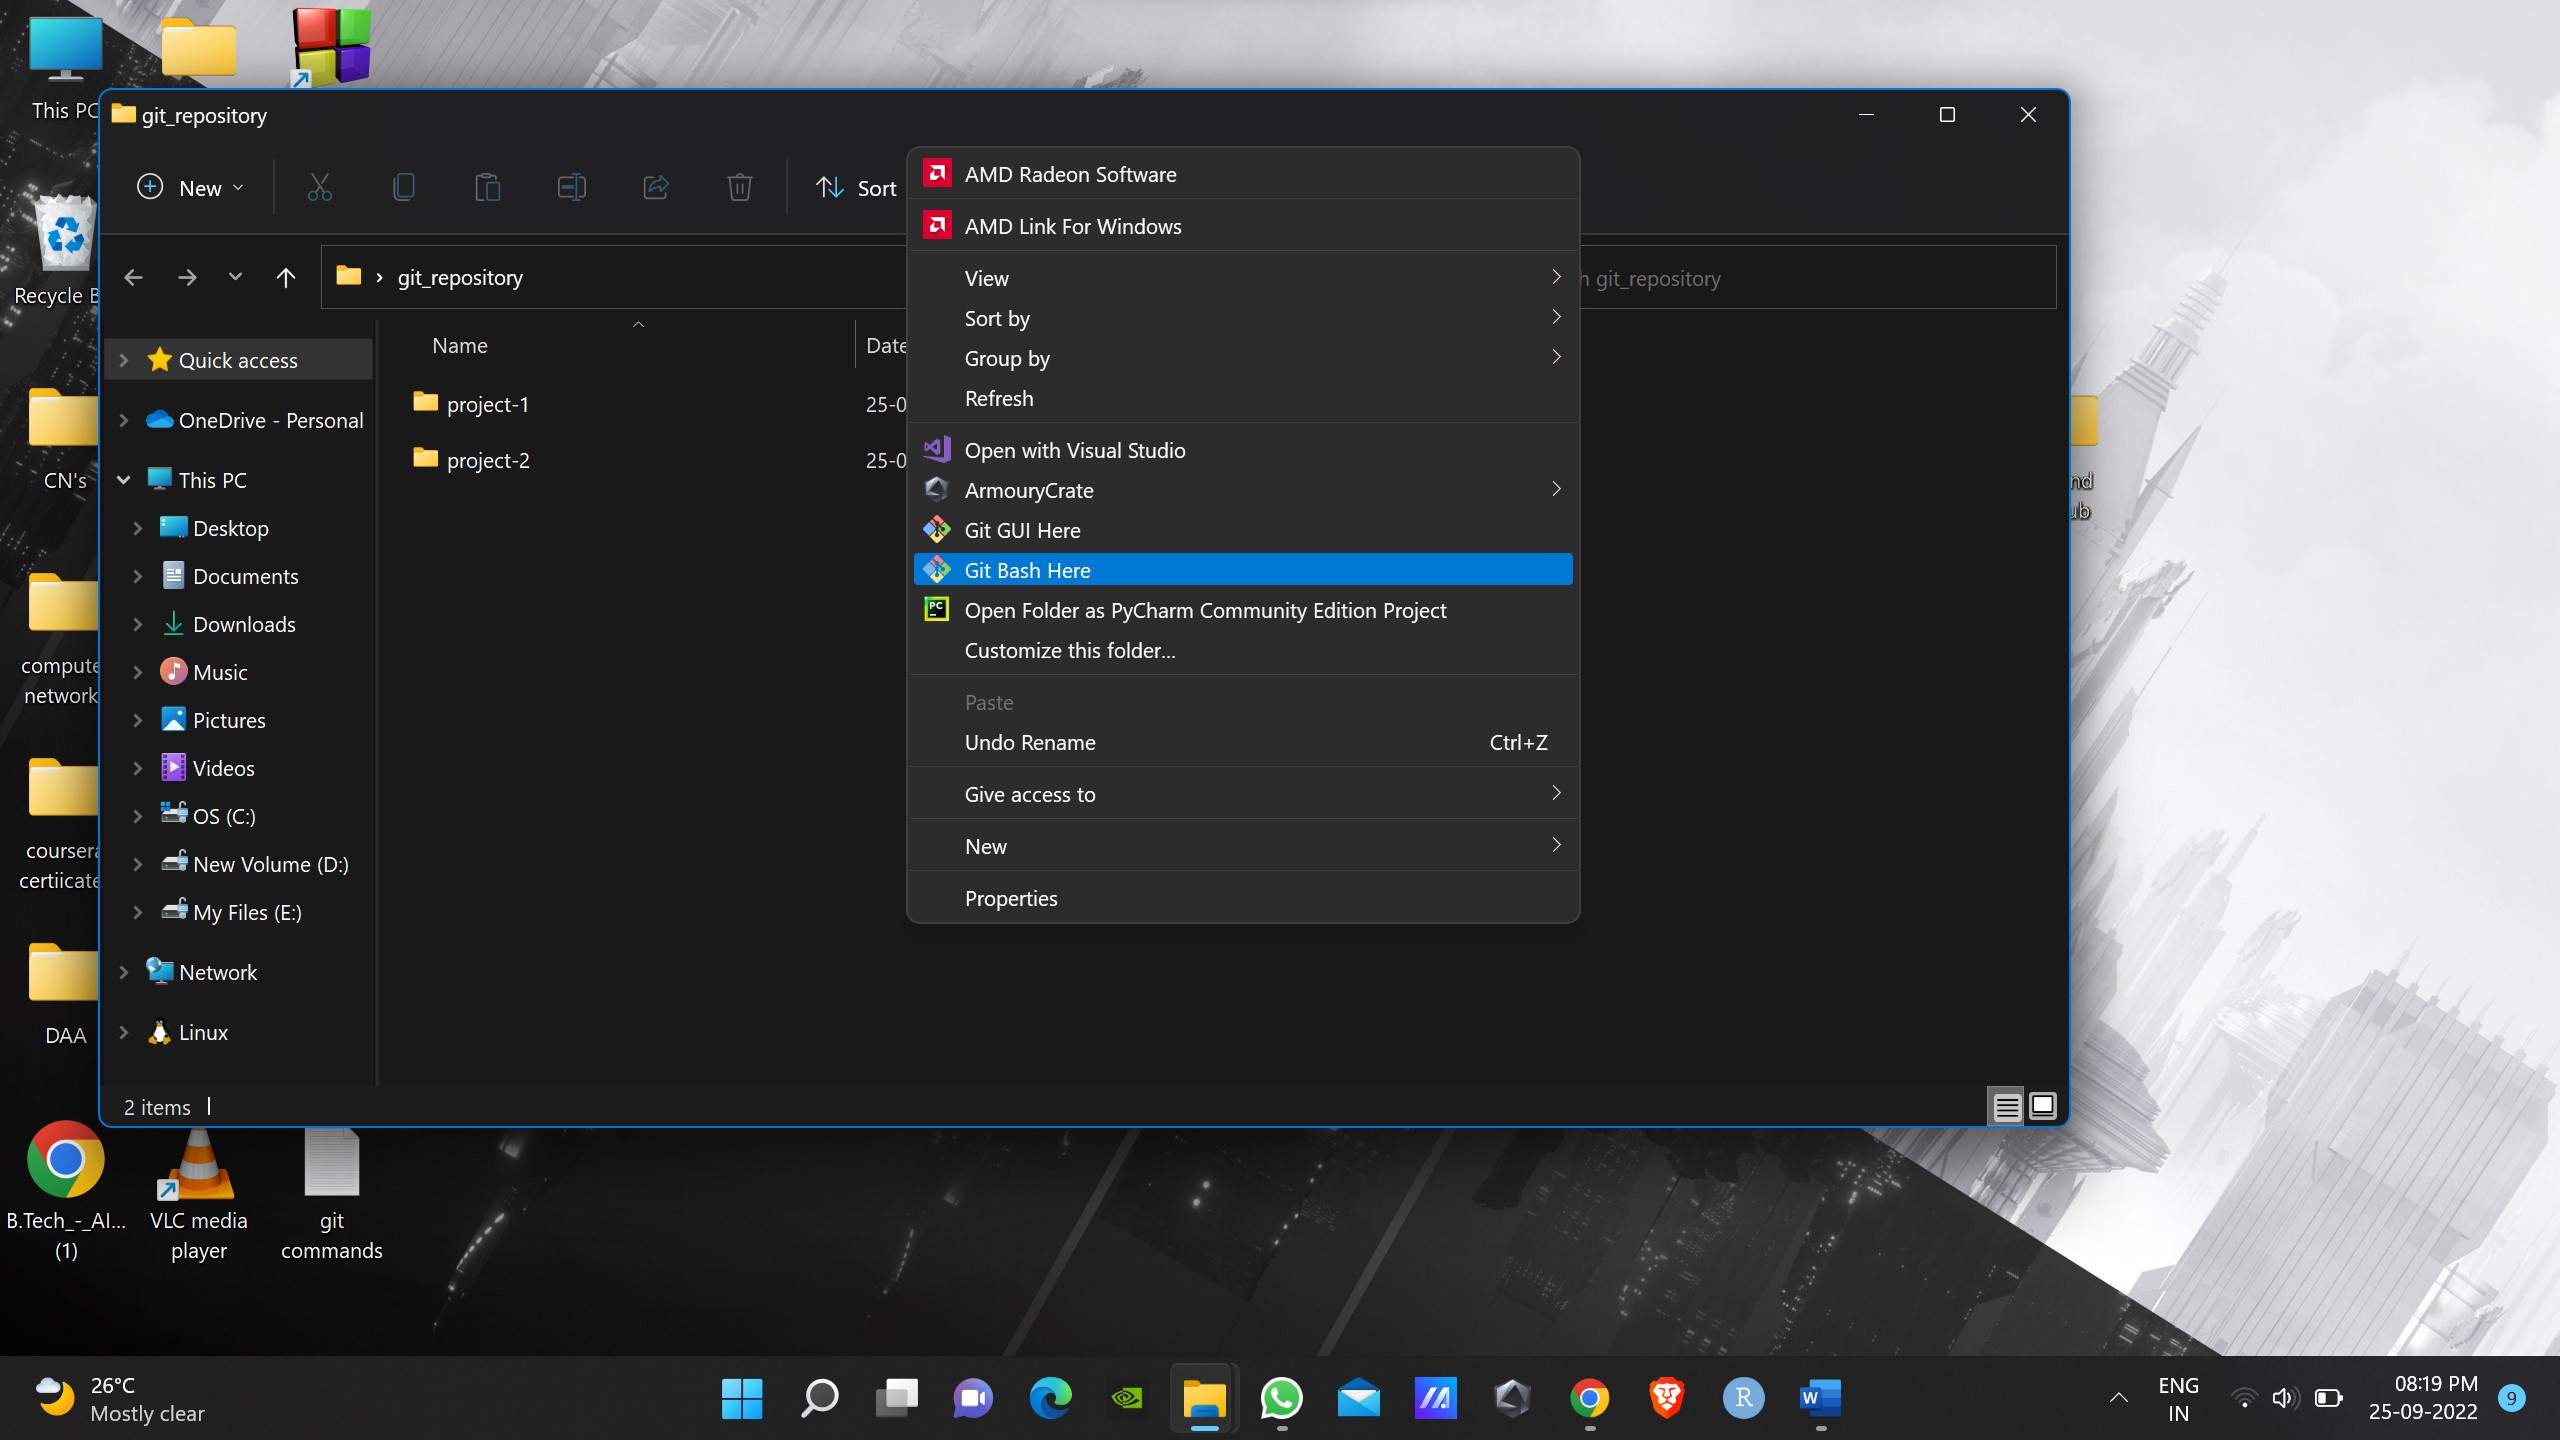 This PC
git_repository
New
Sort
git_repository
git_repository
Name
Date
project-1
25-0
project-2
25-0
Quick access
OneDrive - Personal
This PC
Desktop
Documents
Downloads
Music
Pictures
Videos
OS (C:)
New Volume (D:)
My Files (E:)
Network
Linux
2 items
AMD Radeon Software
AMD Link For Windows
View
Sort by
Group by
Refresh
Open with Visual Studio
ArmouryCrate
Git GUI Here
Git Bash Here
PC
Open Folder as PyCharm Community Edition Project
Customize this folder...
Paste
Undo Rename Ctrl+Z
Give access to
New
Properties
Recycle B
CN's
compute
network
coursera
certiicate
DAA
nd
ub
B.Tech_-_AI...
(1)
VLC media
player
git
commands
26°C
Mostly clear
R
W
ENG
IN
08:19 PM
25-09-2022
9